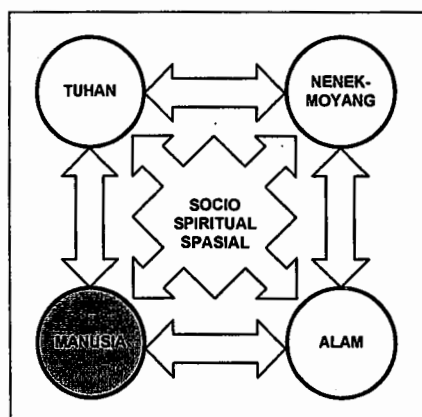 TUHAN
NENEK-
MOYANG
SOCIO
SPIRITUAL
SPASIAL
MANUSIA
ALAM